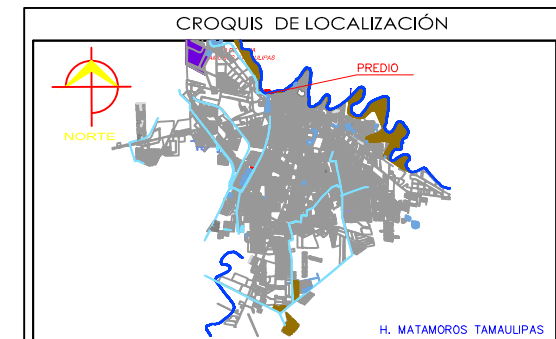 CROQUIS DE LOCALIZACIÓN
PREDIO
NORTE
H. MATAMOROS TAMAULIPAS